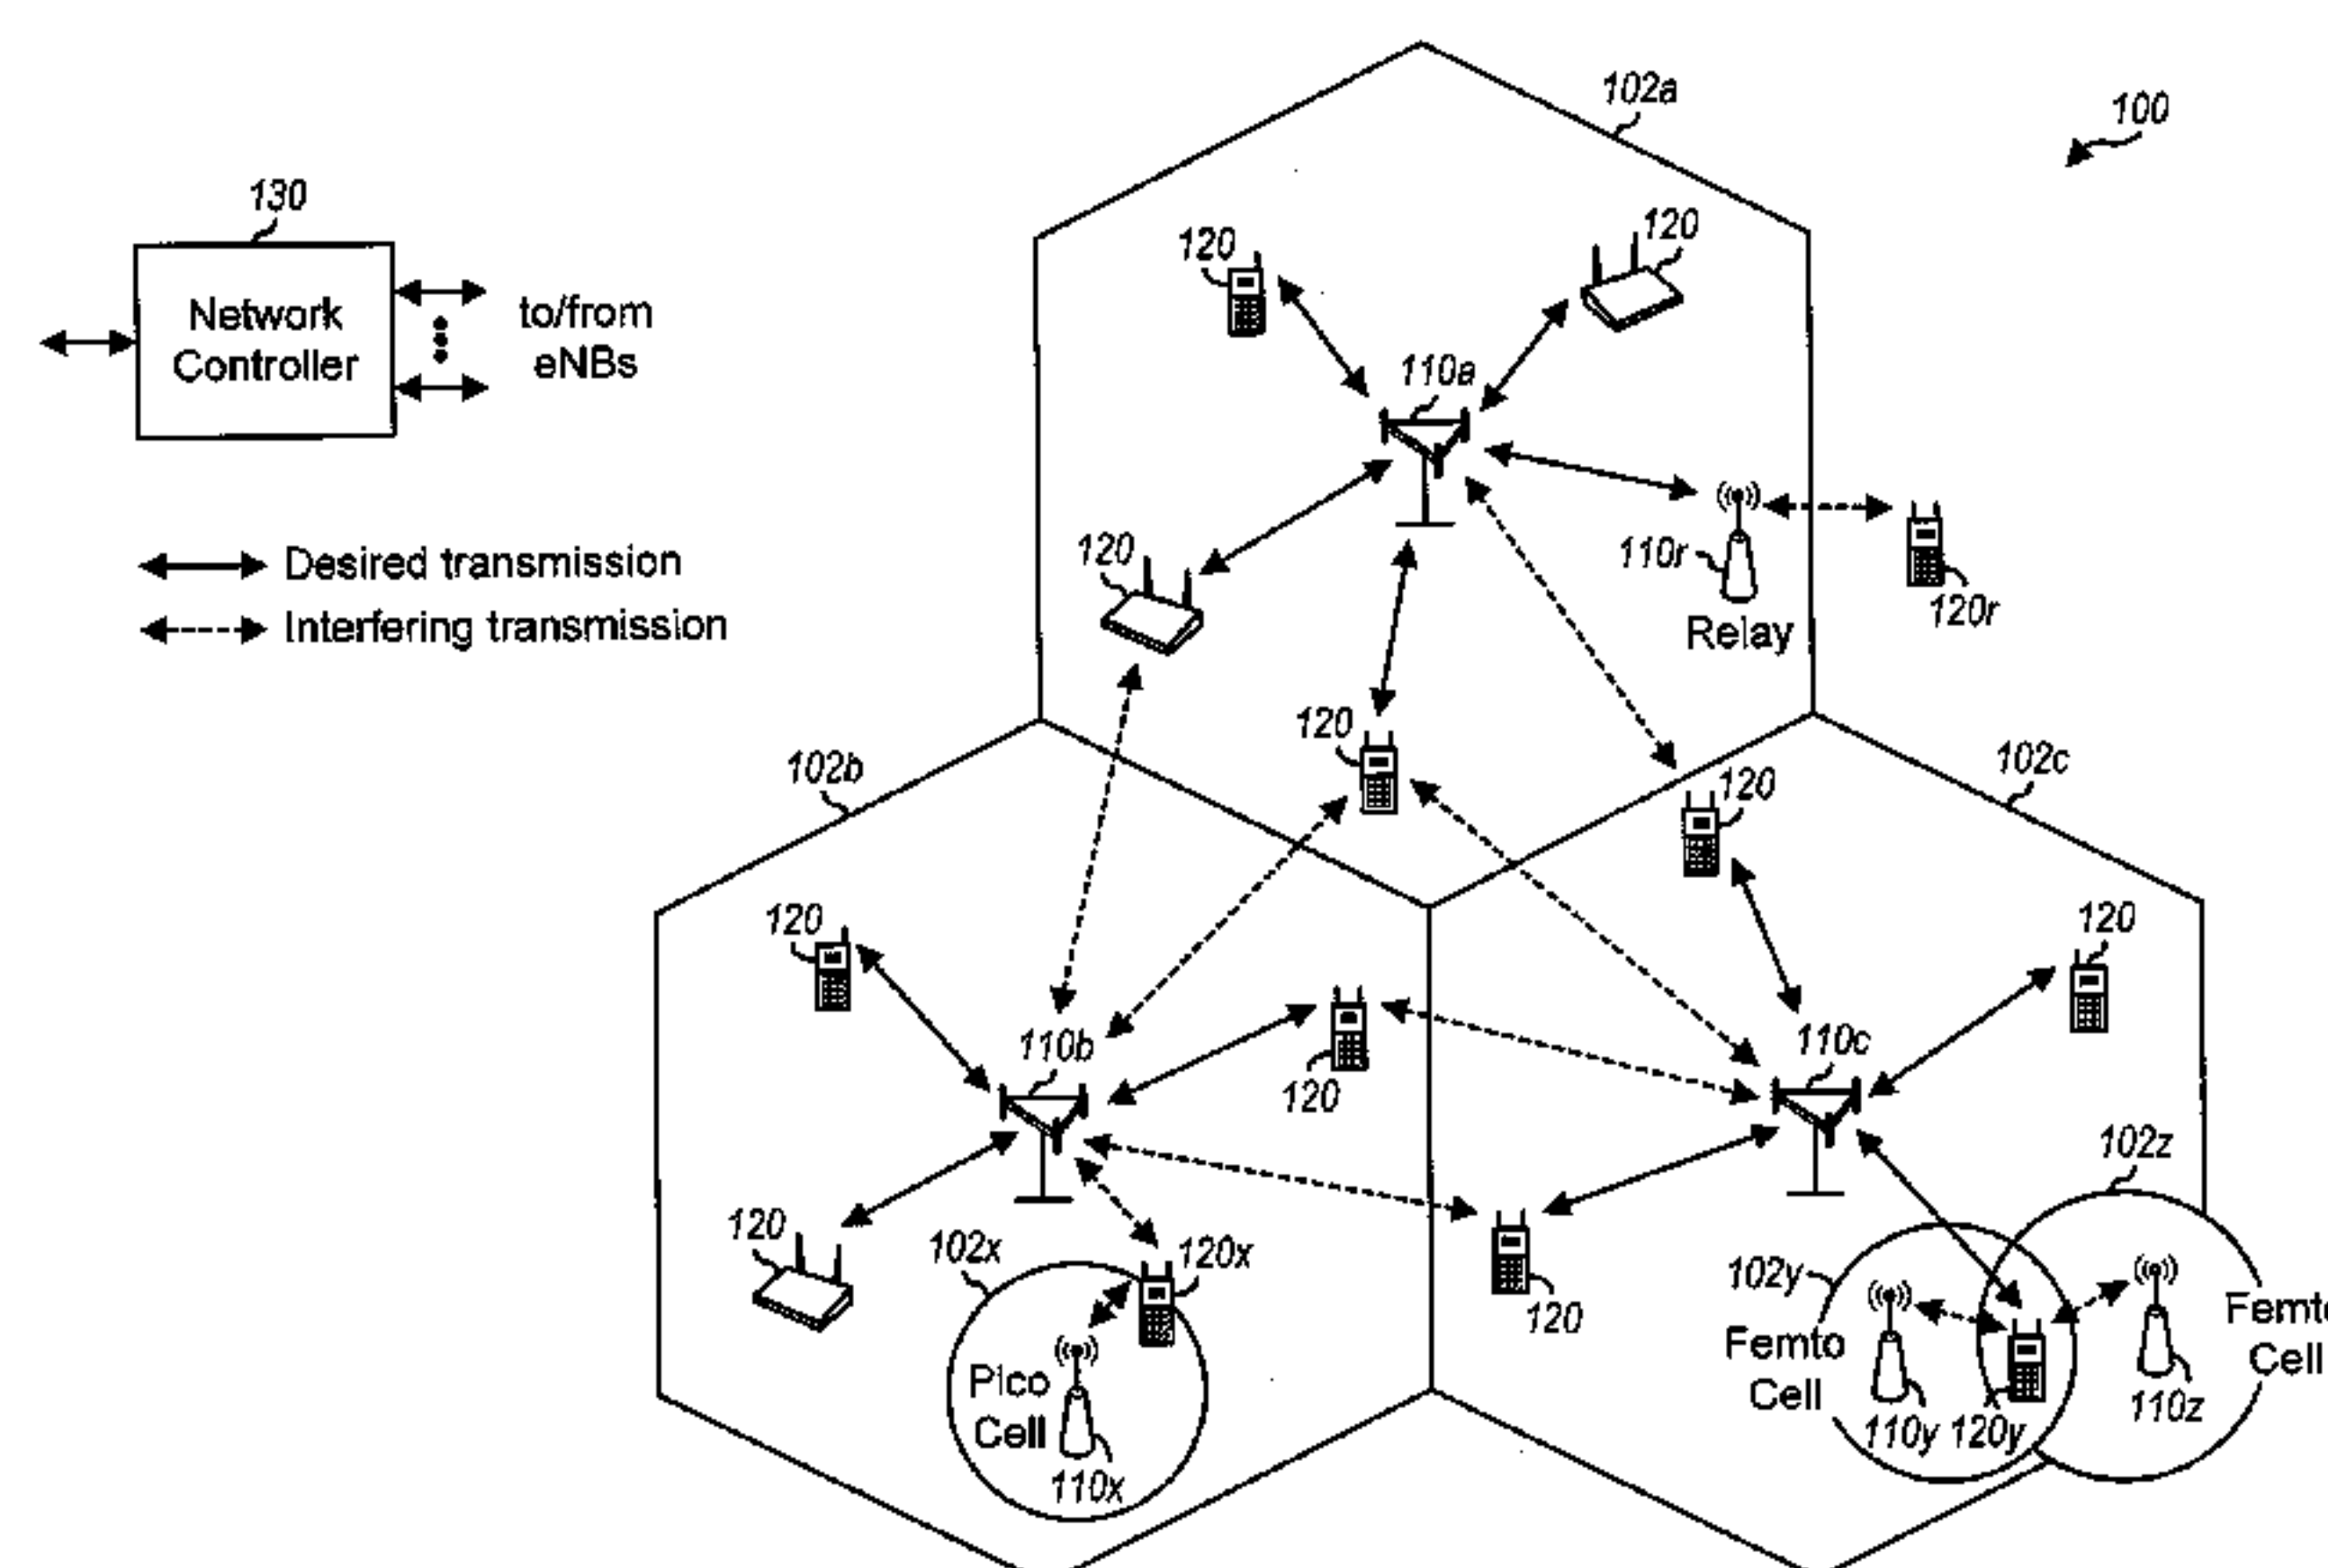 102a
100
130
120
120
Network
Controller
to/from
eNBs
110a
Desired transmission
120
110r
120r
Interfering transmission
Relay
120
102b
120
102c
120
120
110b
110c
120
102z
120
102x
120x
102y
120
Femto
Cell
Pico
Cell
Cell
110x
110y
120y
110z